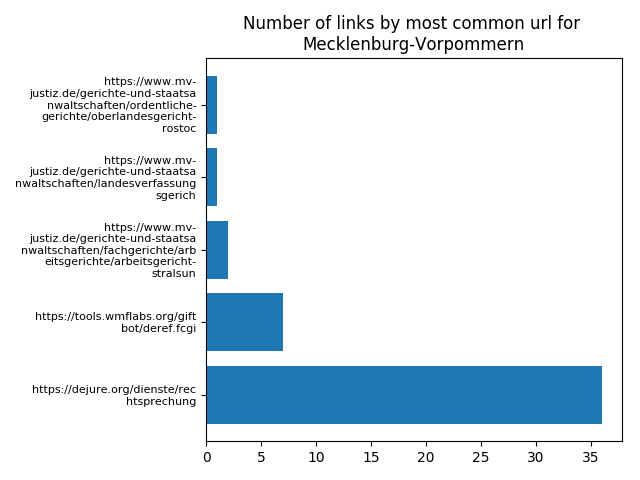 Number of links by most common url for
Mecklenburg-Vorpommern
https://www.mv-
justiz.de/gerichte-und-staatsa
nwaltschaften/ordentliche-
gerichte/oberlandesgericht-
rostoc
https://www.mv-
justiz.de/gerichte-und-staatsa
nwaltschaften/landesverfassung
sgerich
https://www.mv-
justiz.de/gerichte-und-staatsa
nwaltschaften/fachgerichte/arb
eitsgerichte/arbeitsgericht-
stralsun
https://tools.wmflabs.org/gift
bot/deref.fcgi
https://dejure.org/dienste/rec
htsprechung
0 5 10 15 20 25 30 35